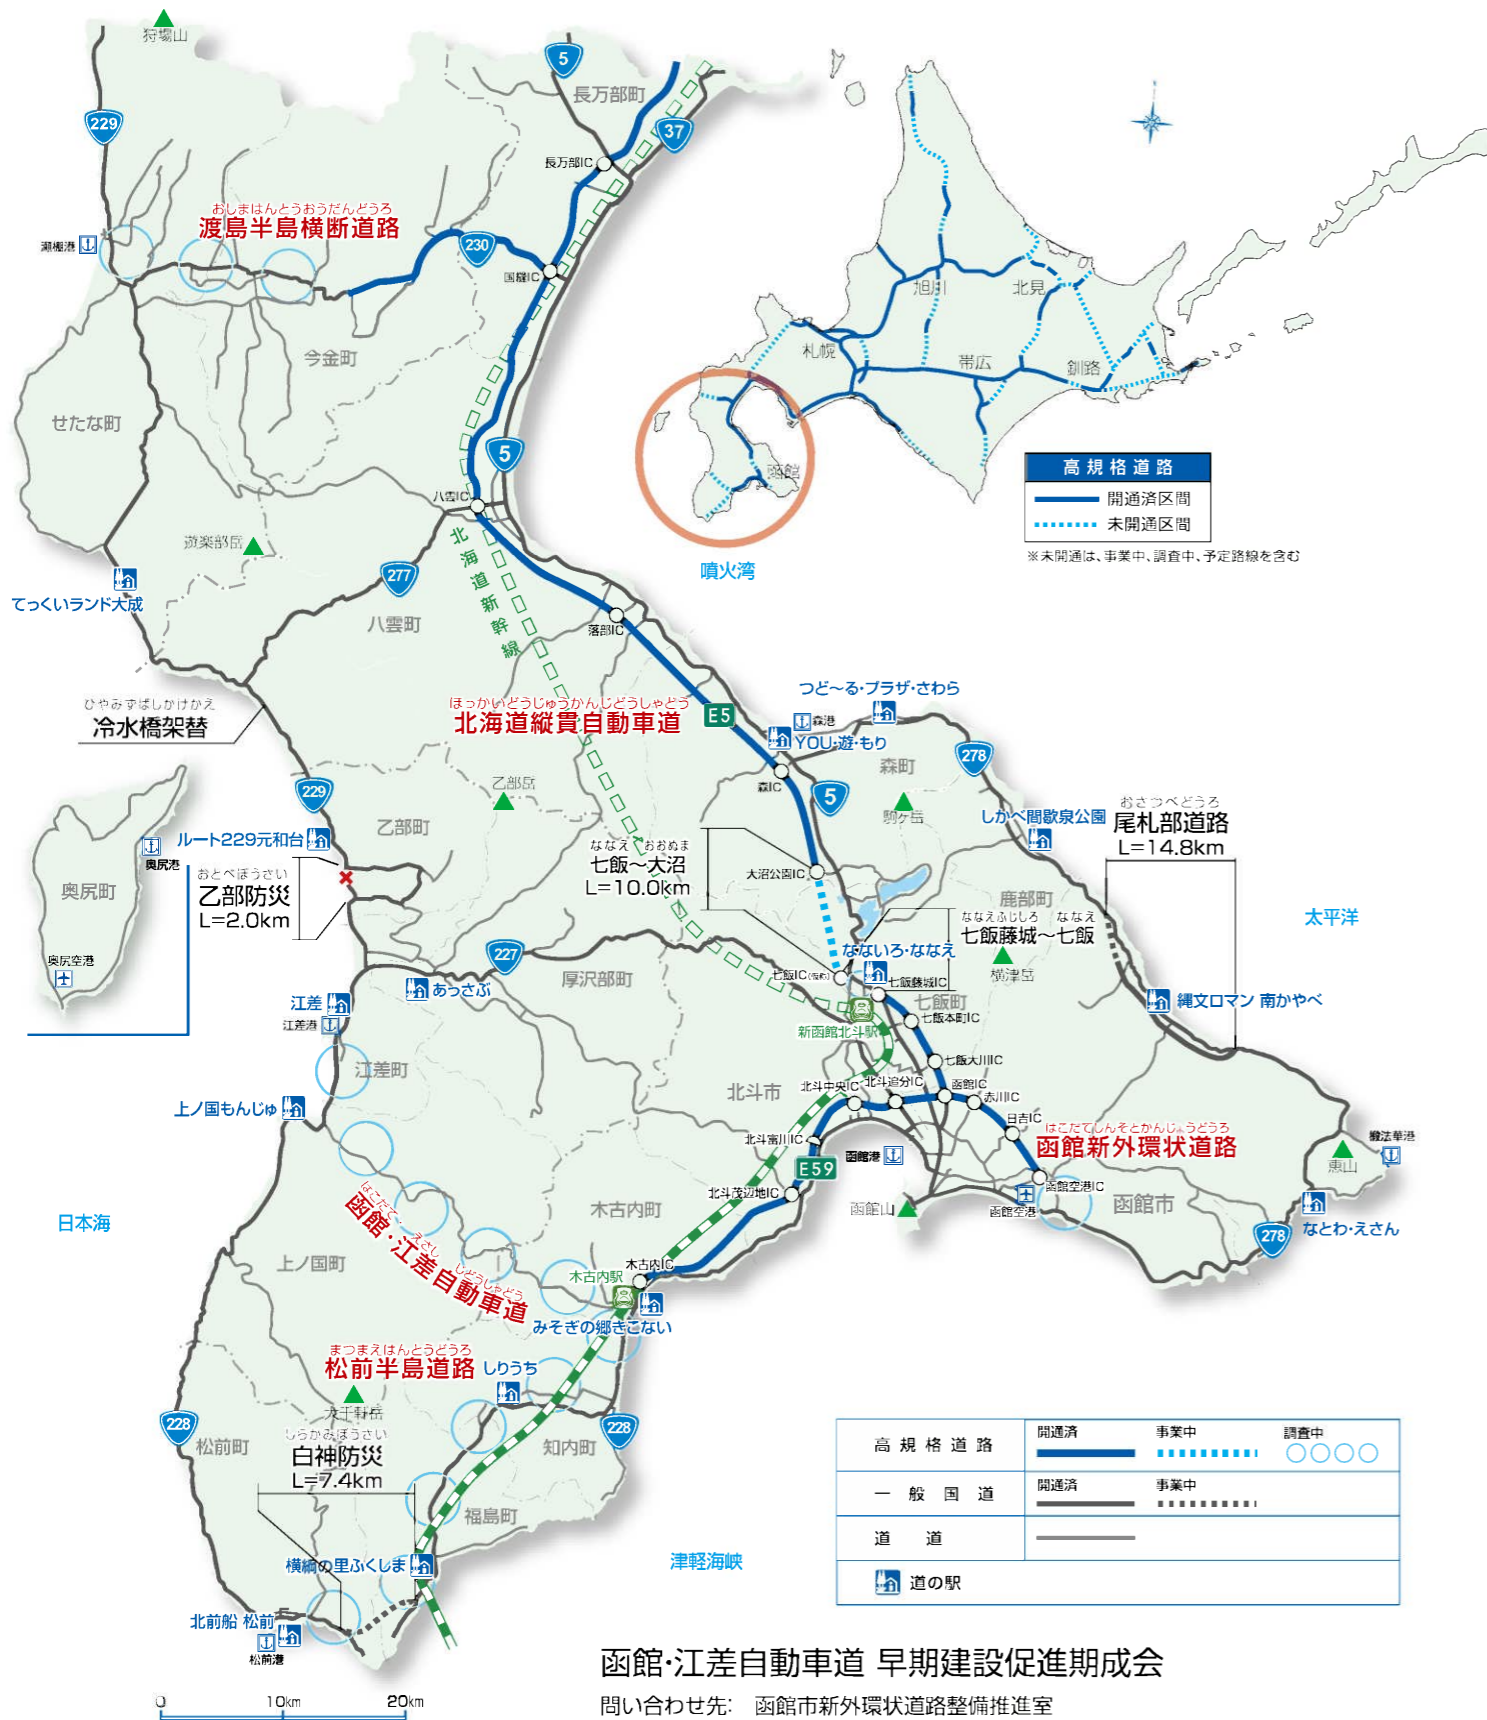 狩場山
5
長万部町
229
37
長万部IC
おしまはんとうおうだんどうろ
渡島半島横断道路
瀬棚港
230
国縫IC
旭川
北見
今金町
札幌
帯広
釧路
せたな町
5
函館
高規格道路
開通済区間
未開通区間
※未開通は、事業中、調査中、予定路線を含む
八雲IC
遊楽部岳
北海道新幹線
噴火湾
277
てっくいランド大成
八雲町
落部IC
ひやみずばしかけかえ
冷水橋架替
ほっかいどうじゅうかんじどうしゃどう
北海道縦貫自動車道
E5
つど〜る・プラザ・さわら
森港
YOU・遊・もり
森町
278
森IC
乙部岳
229
5
駒ヶ岳
おさつべどうろ
尾札部道路
L=14.8km
しかべ間歇泉公園
乙部町
ルート229元和台
奥尻港
奥尻町
おとべぼうさい
乙部防災
L=2.0km
ななえ おおぬま
七飯〜大沼
L=10.0km
大沼公園IC
鹿部町
太平洋
ななえふじしろ ななえ
七飯藤城〜七飯
なないろ・ななえ
横津岳
奥尻空港
227
厚沢部町
七飯IC(仮称)
七飯藤城IC
七飯町
あっさぶ
江差
江差港
縄文ロマン 南かやべ
新函館北斗駅
七飯本町IC
江差町
七飯大川IC
北斗市
北斗中央IC
北斗追分IC
函館IC
赤川IC
上ノ国もんじゅ
日吉IC
はこだてしんそとかんじょうどうろ
函館新外環状道路
北斗富川IC
函館港
椴法華港
恵山
E59
北斗茂辺地IC
函館空港IC
函館市
函館空港
函館山
278
なとわ・えさん
日本海
木古内町
はこだて・えさしじどうしゃどう
函館・江差自動車道
上ノ国町
木古内駅
木古内IC
みそぎの郷きこない
まつまえはんとうどうろ
松前半島道路
しりうち
大千軒岳
228
228
松前町
しらかみぼうさい
白神防災
L=7.4km
知内町
福島町
横綱の里ふくしま
津軽海峡
北前船 松前
松前港
高規格道路
開通済
事業中
調査中
一般国道
開通済
事業中
道道
道の駅
函館・江差自動車道 早期建設促進期成会
問い合わせ先: 函館市新外環状道路整備推進室
0
10km
20km